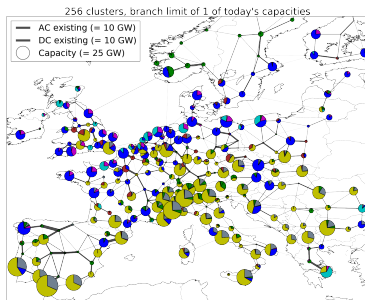 256 clusters, branch limit of 1 of today's capacities
AC existing (= 10 GW)
DC existing (= 10 GW)
Capacity (= 25 GW)